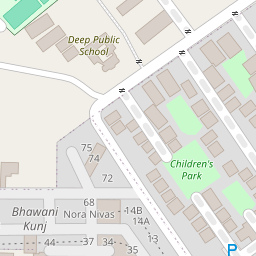 Deep Public
School
75
74
Children's
Park
72
68
Nora Nivas
Bhawani
Kunj
14B
14A
13
44
37
35
34
P